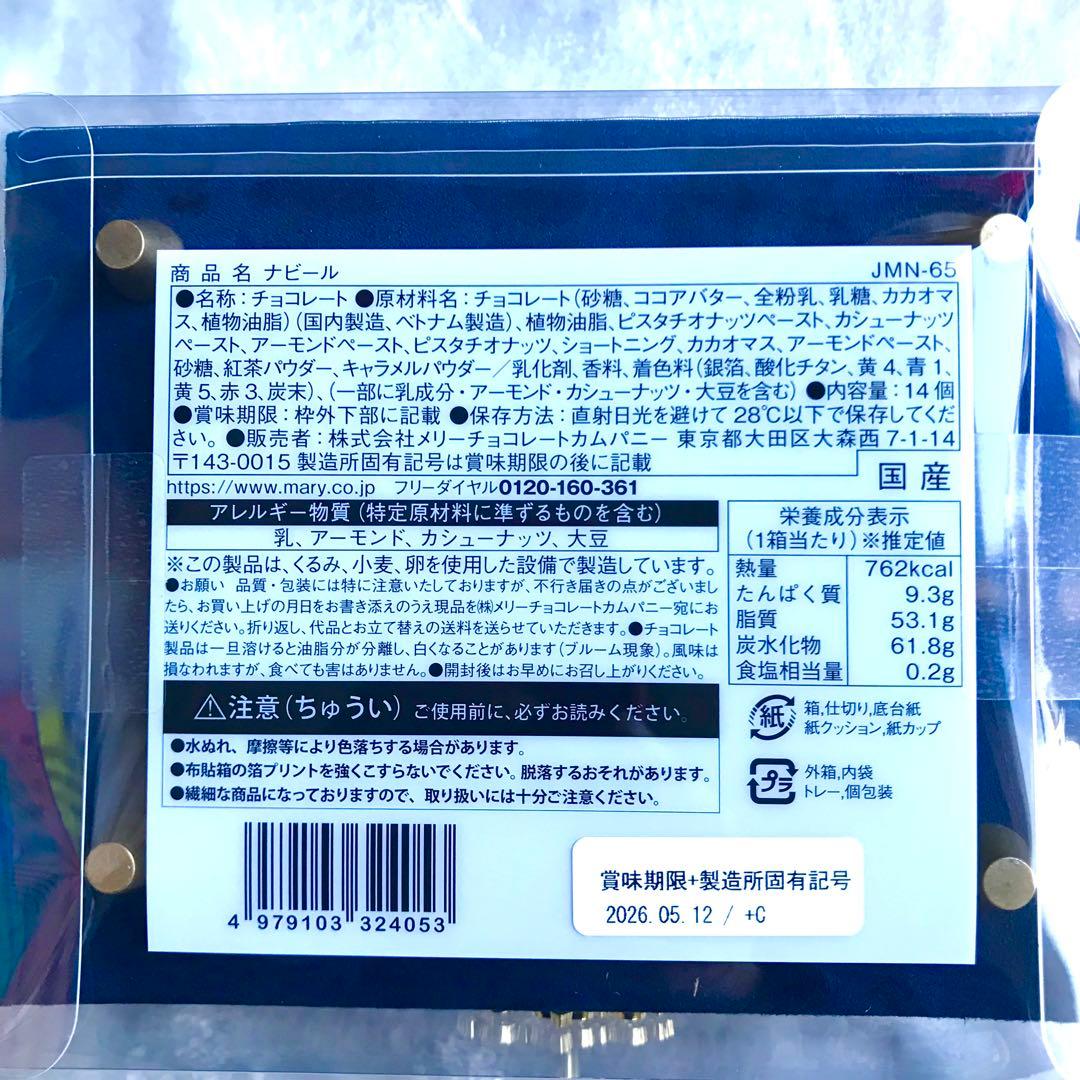 商品名 ナビール JMN-65
●名称：チョコレート ●原材料名：チョコレート（砂糖、ココアバター、全粉乳、乳糖、カカオマ
ス、植物油脂）（国内製造、ベトナム製造）、植物油脂、ピスタチオナッツペースト、カシューナッツ
ペースト、アーモンドペースト、ピスタチオナッツ、ショートニング、カカオマス、アーモンドペースト、
砂糖、紅茶パウダー、キャラメルパウダー／乳化剤、香料、着色料（銀箔、酸化チタン、黄4、青1、
黄5、赤3、炭末）、（一部に乳成分・アーモンド・カシューナッツ・大豆を含む） ●内容量：14個
●賞味期限：枠外下部に記載 ●保存方法：直射日光を避けて28℃以下で保存してくだ
さい。 ●販売者：株式会社メリーチョコレートカムパニー 東京都大田区大森西7-1-14
〒143-0015 製造所固有記号は賞味期限の後に記載
国産
https://www.mary.co.jp フリーダイヤル0120-160-361
アレルギー物質（特定原材料に準ずるものを含む）
乳、アーモンド、カシューナッツ、大豆
※この製品は、くるみ、小麦、卵を使用した設備で製造しています。
●お願い 品質・包装には特に注意いたしておりますが、不行き届きの点がございまし
たら、お買い上げの月日をお書き添えのうえ現品を㈱メリーチョコレートカムパニー宛にお
送りください。折り返し、代品とお立て替えの送料を送らせていただきます。●チョコレート
製品は一旦溶けると油脂分が分離し、白くなることがあります（ブルーム現象）。風味は
損なわれますが、食べても害はありません。●開封後はお早めにお召し上がりください。
栄養成分表示
（1箱当たり）※推定値
熱量 762kcal
たんぱく質 9.3g
脂質 53.1g
炭水化物 61.8g
食塩相当量 0.2g
⚠注意（ちゅうい） ご使用前に、必ずお読みください。
●水ぬれ、摩擦等により色落ちする場合があります。
●布貼箱の箔プリントを強くこすらないでください。脱落するおそれがあります。
●繊細な商品になっておりますので、取り扱いには十分ご注意ください。
紙 箱,仕切り,底台紙
紙クッション,紙カップ
プラ 外箱,内袋
トレー,個包装
4 979103 324053
賞味期限+製造所固有記号
2026.05.12 / +C